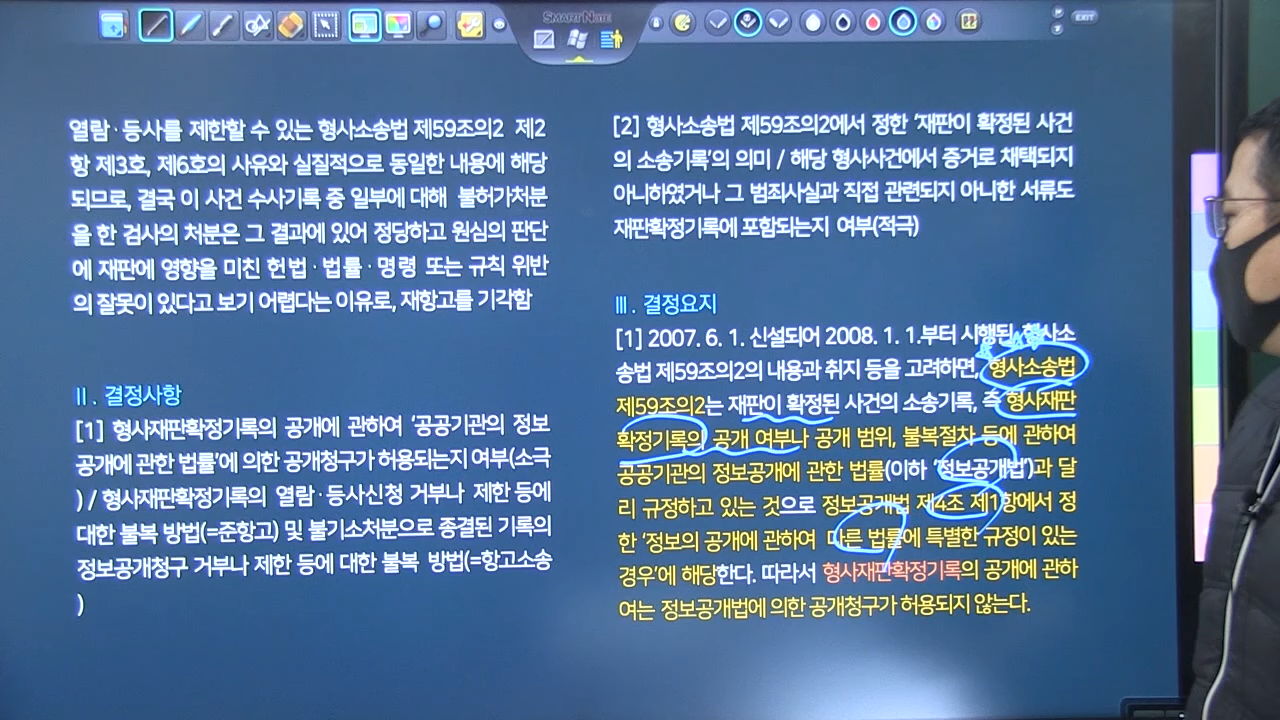 SMARTNOTE
EXIT
열람·등사를 제한할 수 있는 형사소송법 제59조의2 제2
항 제3호, 제6호의 사유와 실질적으로 동일한 내용에 해당
되므로, 결국 이 사건 수사기록 중 일부에 대해 불허가처분
을 한 검사의 처분은 그 결과에 있어 정당하고 원심의 판단
에 재판에 영향을 미친 헌법·법률·명령 또는 규칙 위반
의 잘못이 있다고 보기 어렵다는 이유로, 재항고를 기각함
Ⅱ. 결정사항
[1] 형사재판확정기록의 공개에 관하여 '공공기관의 정보
공개에 관한 법률'에 의한 공개청구가 허용되는지 여부(소극
) / 형사재판확정기록의 열람·등사신청 거부나 제한 등에
대한 불복 방법(=준항고) 및 불기소처분으로 종결된 기록의
정보공개청구 거부나 제한 등에 대한 불복 방법(=항고소송
)
[2] 형사소송법 제59조의2에서 정한 '재판이 확정된 사건
의 소송기록'의 의미 / 해당 형사사건에서 증거로 채택되지
아니하였거나 그 범죄사실과 직접 관련되지 아니한 서류도
재판확정기록에 포함되는지 여부(적극)
Ⅲ. 결정요지
[1] 2007. 6. 1. 신설되어 2008. 1. 1.부터 시행된 형사소
송법 제59조의2의 내용과 취지 등을 고려하면, 형사소송법
제59조의2는 재판이 확정된 사건의 소송기록, 즉 형사재판
확정기록의 공개 여부나 공개 범위, 불복절차 등에 관하여
공공기관의 정보공개에 관한 법률(이하 '정보공개법')과 달
리 규정하고 있는 것으로 정보공개법 제4조 제1항에서 정
한 '정보의 공개에 관하여 다른 법률에 특별한 규정이 있는
경우'에 해당한다. 따라서 형사재판확정기록의 공개에 관하
여는 정보공개법에 의한 공개청구가 허용되지 않는다.